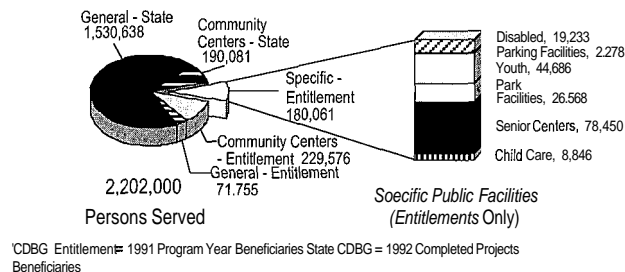 General - State
1,530,638
Community
Centers - State
190,081
Specific -
Entitlement
180,061
Community Centers
- Entitlement 229,576
General - Entitlement
71.755
2,202,000
Persons Served
Disabled, 19,233
Parking Facilities, 2.278
Youth, 44,686
Park
Facilities, 26.568
Senior Centers, 78,450
Child Care, 8,846
Soecific Public Facilities
(Entitlements Only)
'CDBG Entitlement= 1991 Program Year Beneficiaries State CDBG = 1992 Completed Projects
Beneficiaries